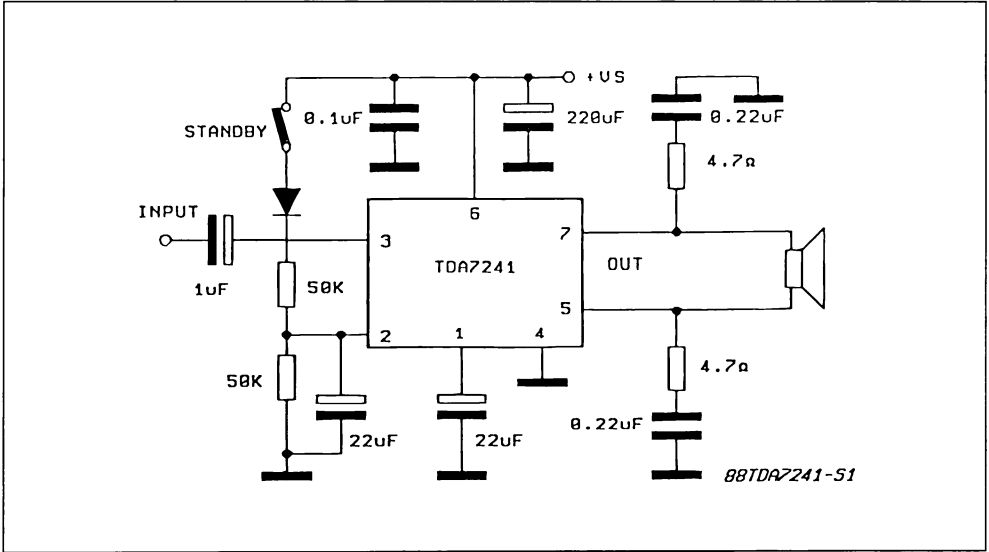 +VS
0.1uF
220uF
0.22uF
STANDBY
4.7Ω
INPUT
6
3
7
TDA7241
OUT
1uF
50K
5
2
1
4
50K
4.7Ω
22uF
22uF
0.22uF
88TDA7241-S1